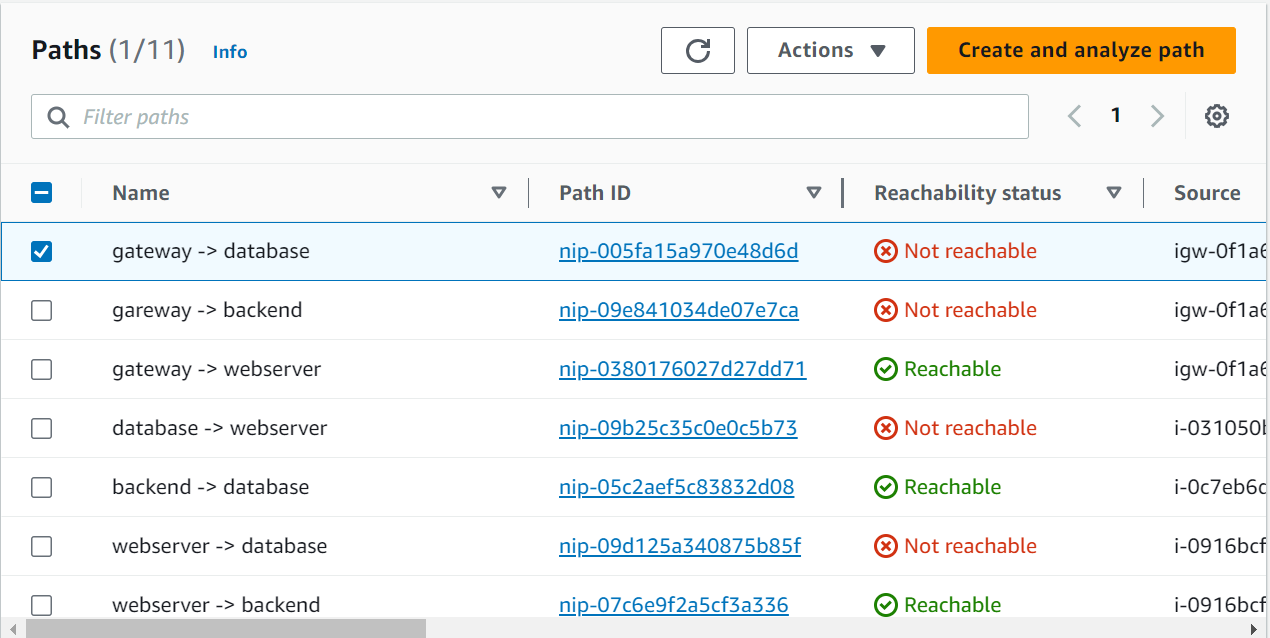 Paths (1/11) Info Actions Create and analyze path
Filter paths 1
Name Path ID Reachability status Source
gateway -> database nip-005fa15a970e48d6d Not reachable igw-0f1a6
gareway -> backend nip-09e841034de07e7ca Not reachable igw-0f1a6
gateway -> webserver nip-0380176027d27dd71 Reachable igw-0f1a6
database -> webserver nip-09b25c35c0e0c5b73 Not reachable i-031050b
backend -> database nip-05c2aef5c83832d08 Reachable i-0c7eb6c
webserver -> database nip-09d125a340875b85f Not reachable i-0916bcf
webserver -> backend nip-07c6e9f2a5cf3a336 Reachable i-0916bcf